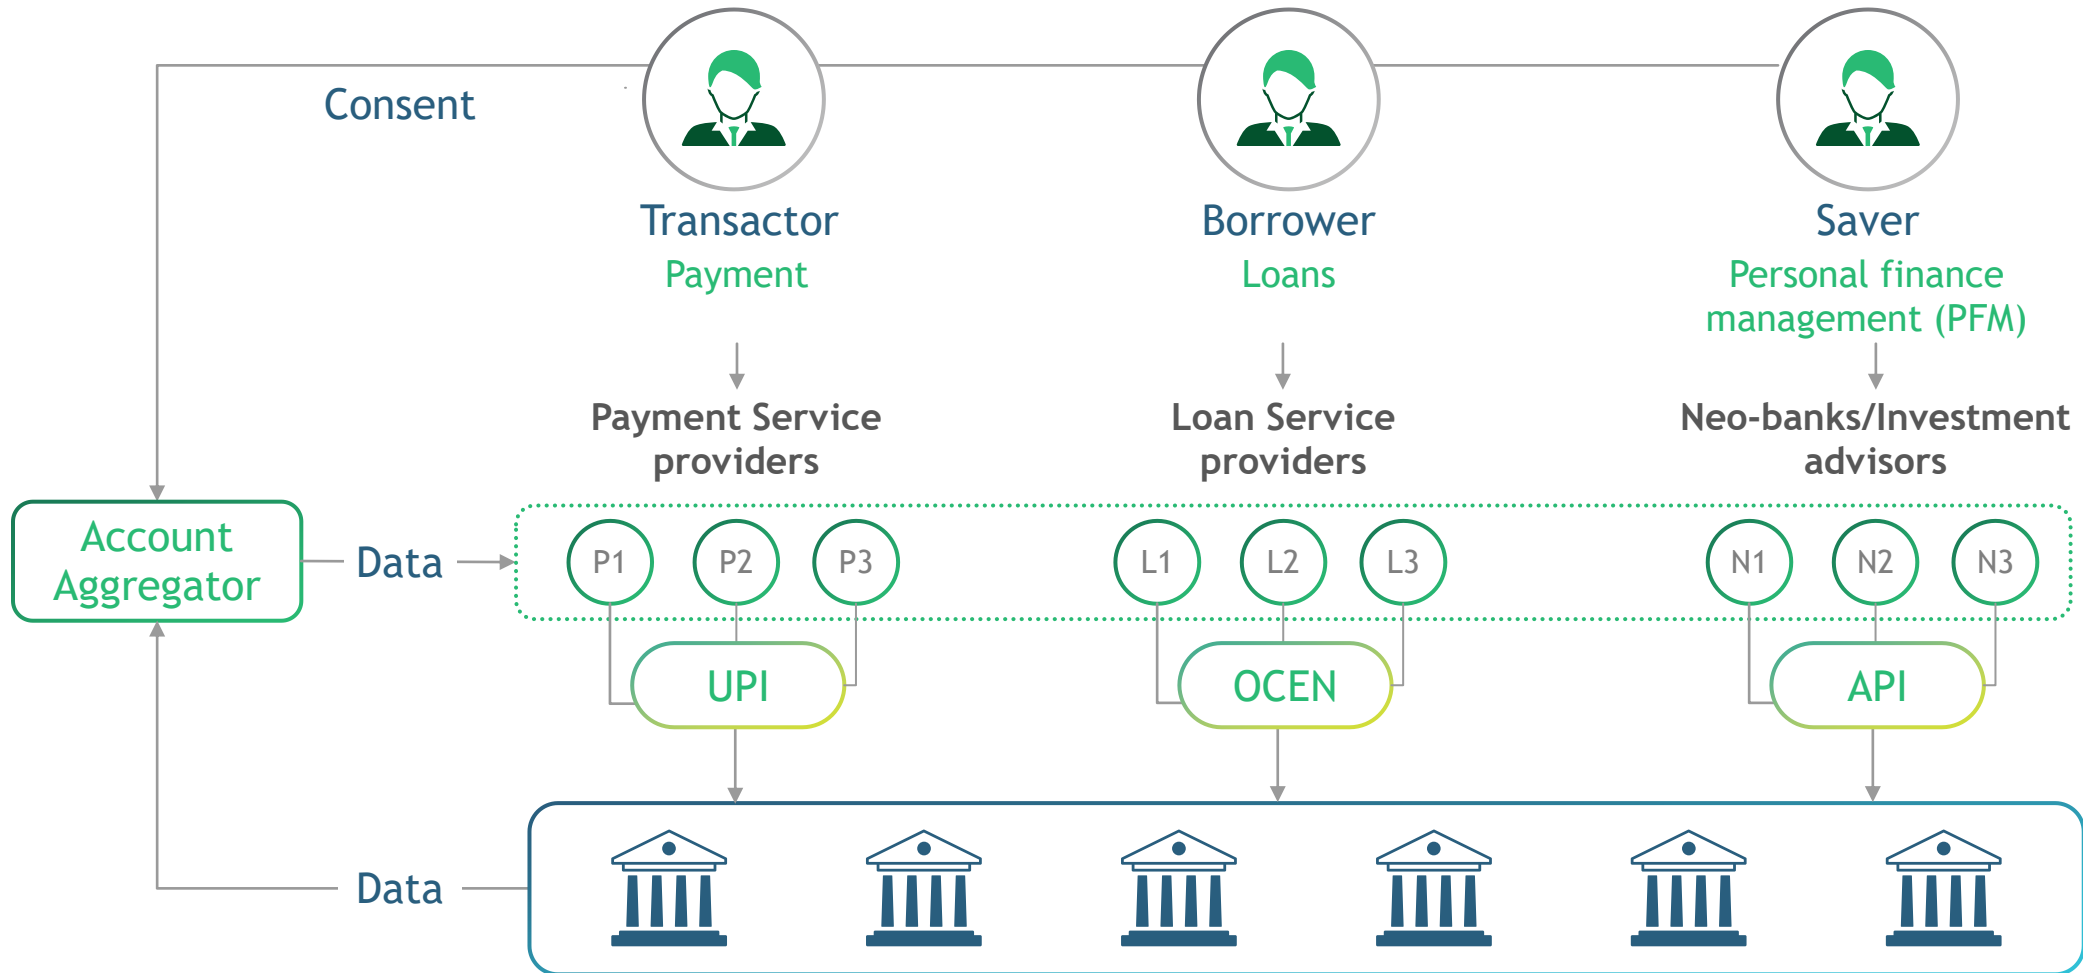 Consent
Transactor
Payment
Borrower
Loans
Saver
Personal finance
management (PFM)
Payment Service
providers
Loan Service
providers
Neo-banks/Investment
advisors
Account
Aggregator
Data
P1
P2
P3
L1
L2
L3
N1
N2
N3
UPI
OCEN
API
Data